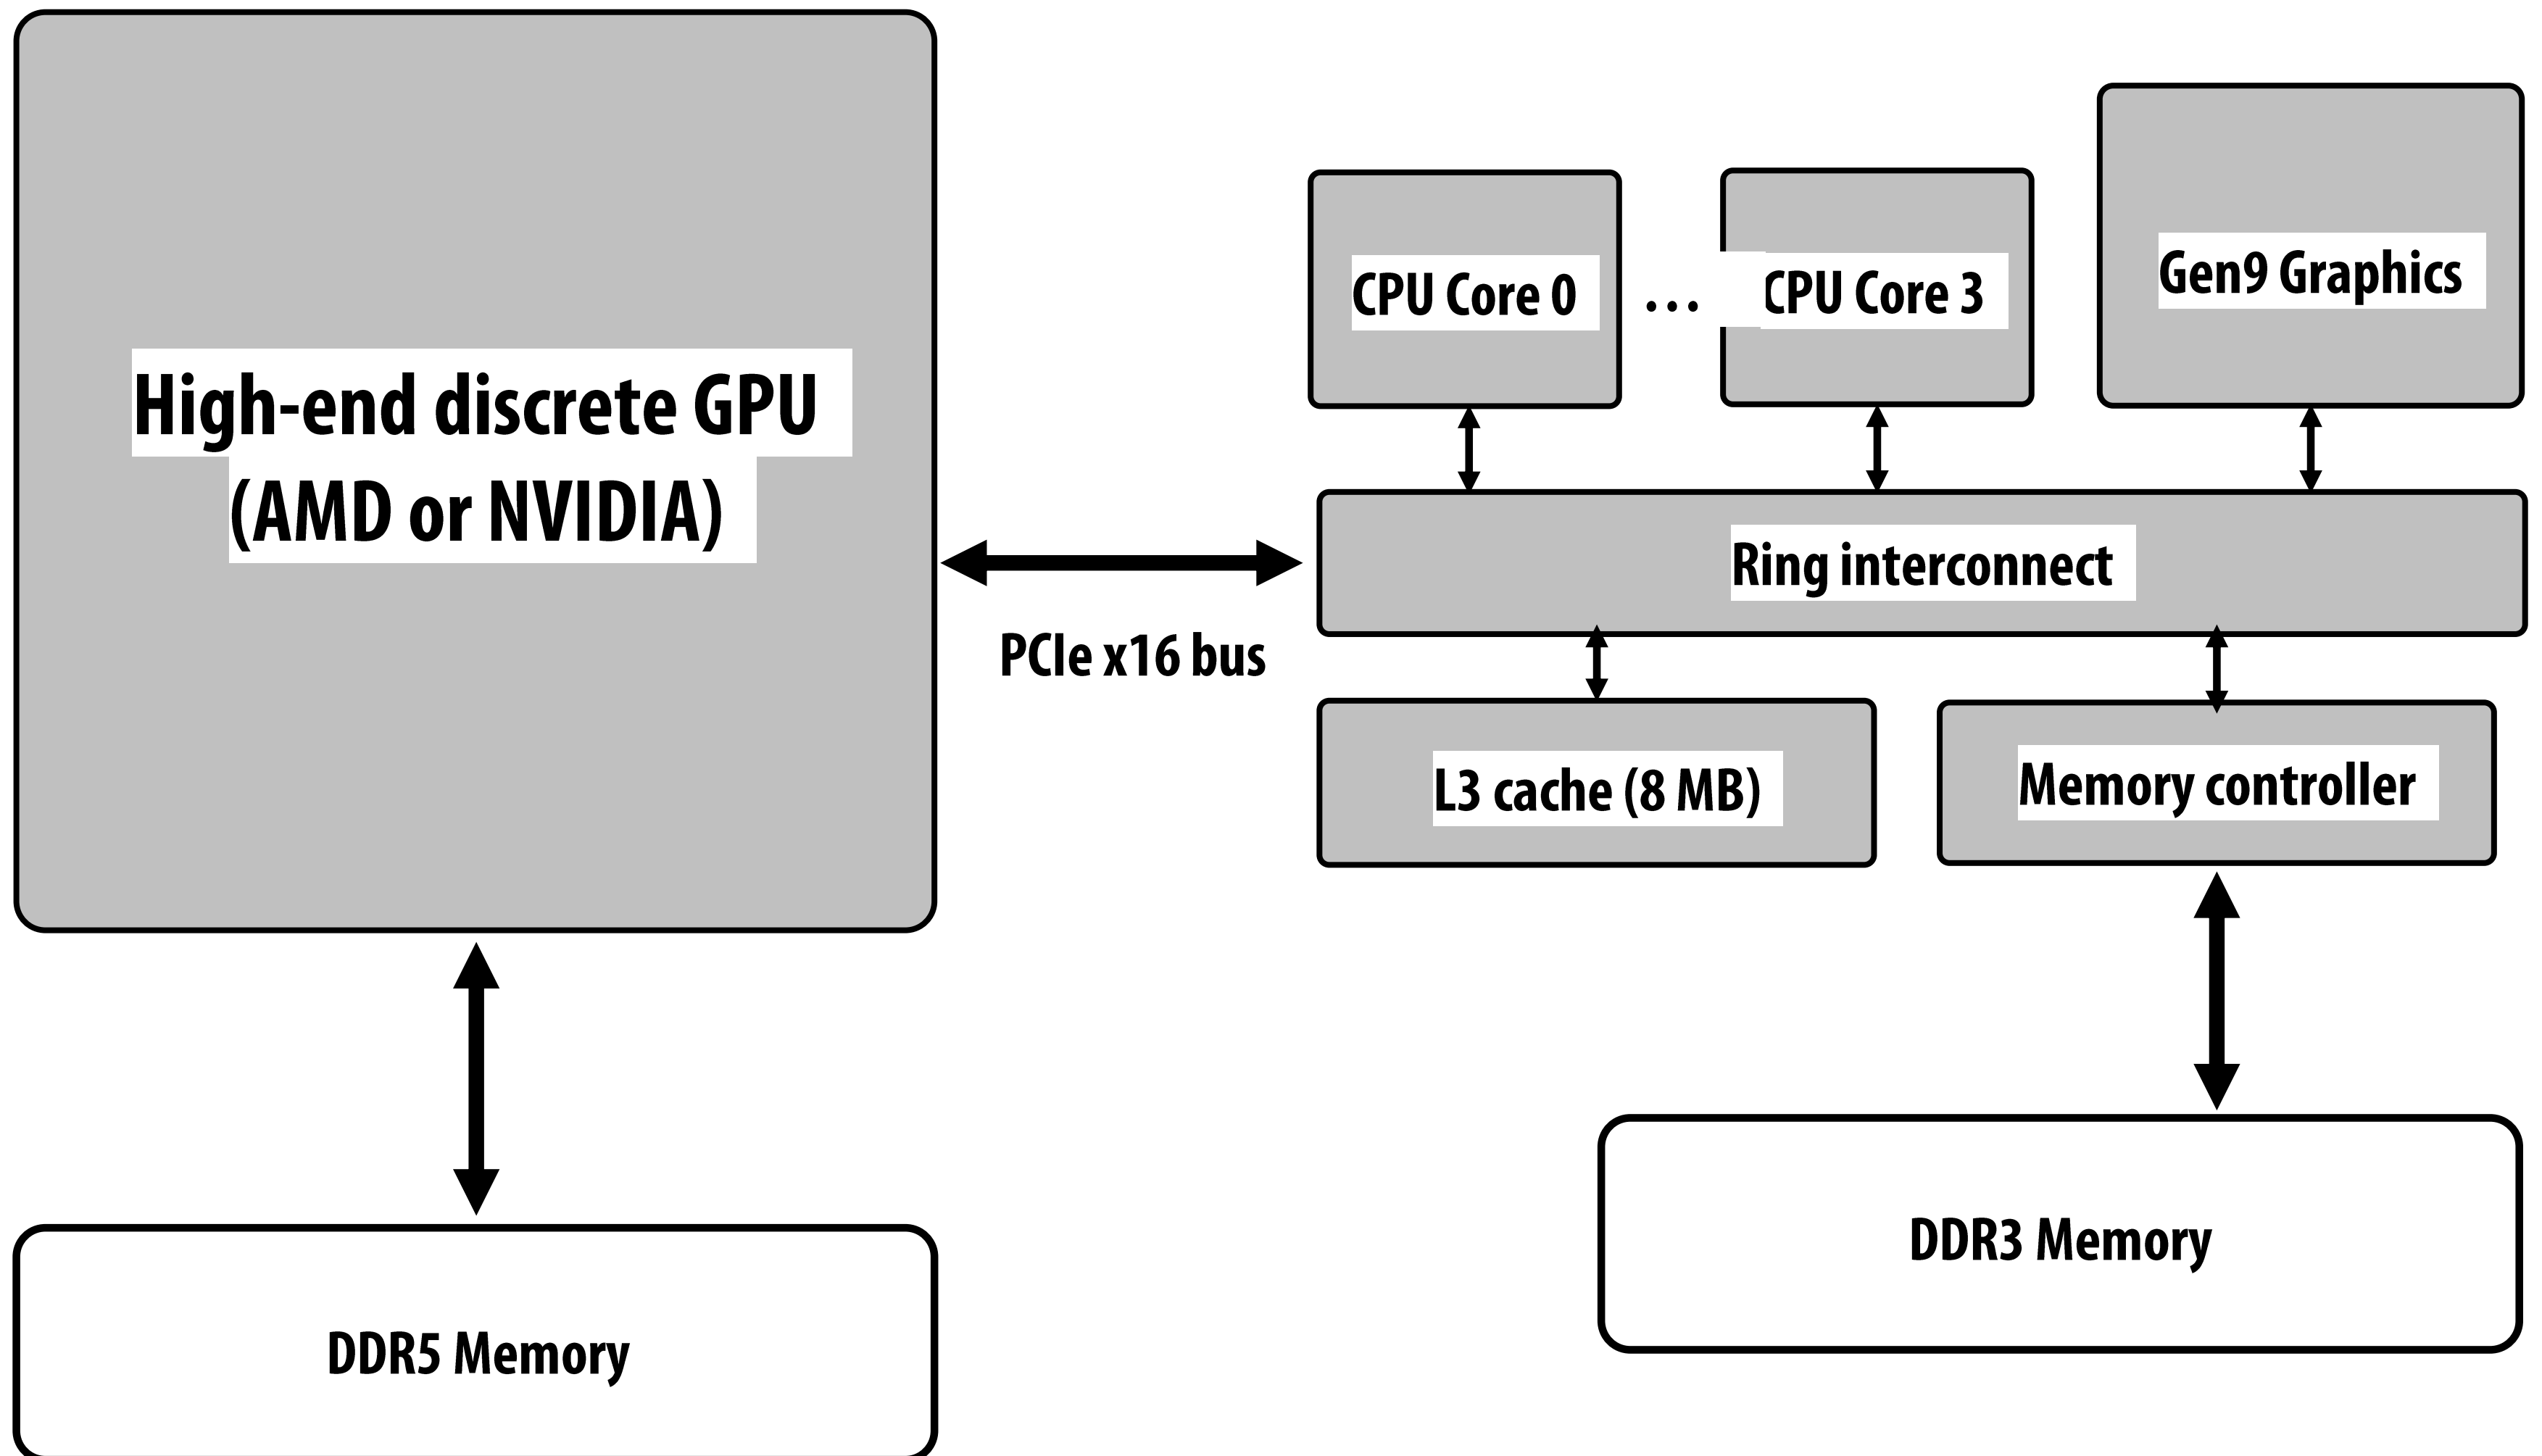 High-end discrete GPU
(AMD or NVIDIA)
CPU Core 0
...
CPU Core 3
Gen9 Graphics
Ring interconnect
PCIe x16 bus
L3 cache (8 MB)
Memory controller
DDR3 Memory
DDR5 Memory